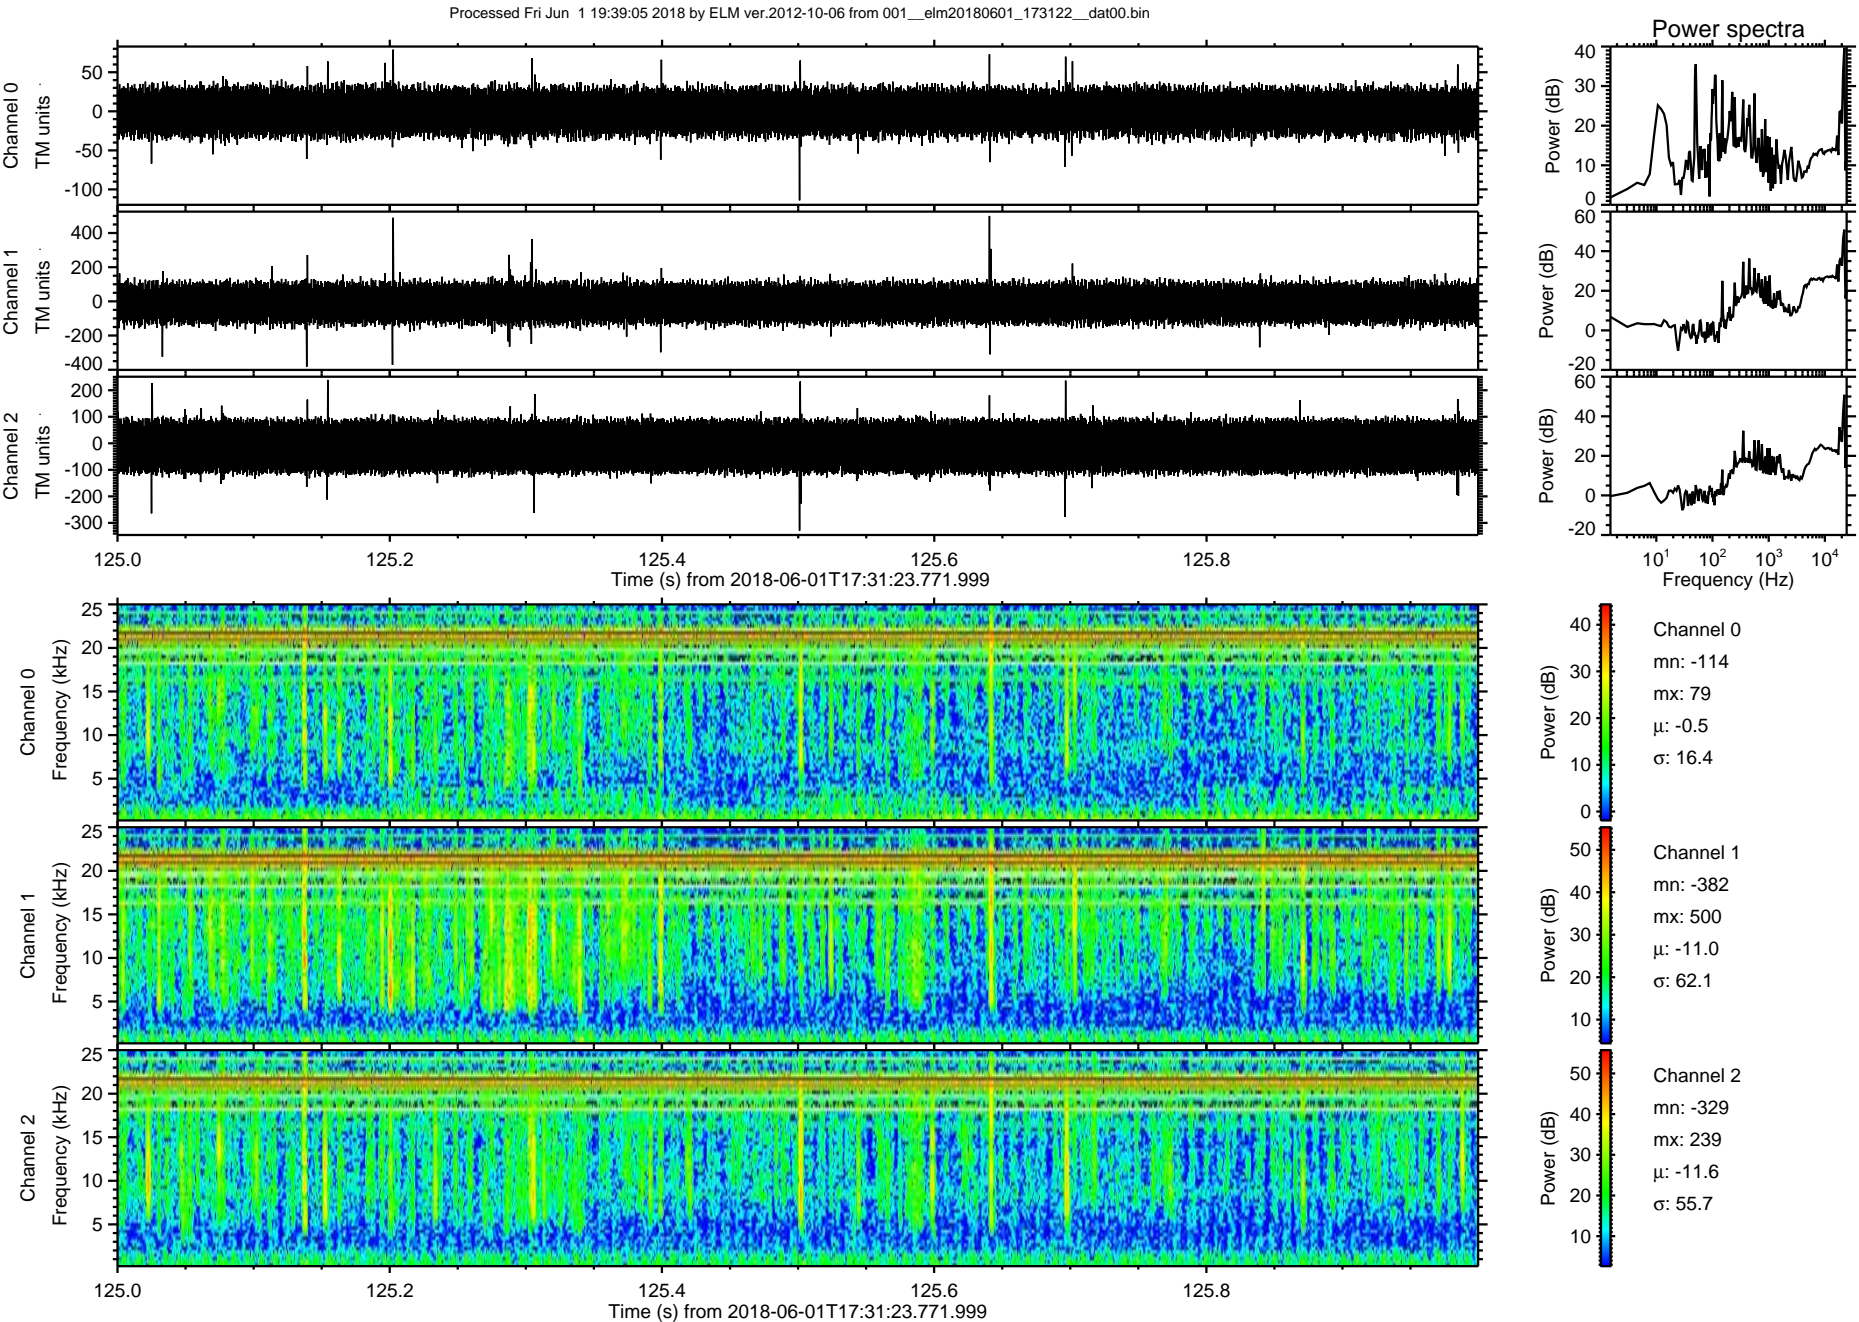 Processed Fri Jun 1 19:39:05 2018 by ELM ver.2012-10-06 from 001__elm20180601_173122__dat00.bin
Power spectra
Channel 0
TM units
50
0
-50
-100
Power (dB)
40
30
20
10
0
Channel 1
TM units
400
200
0
-200
-400
Power (dB)
60
40
20
0
-20
Channel 2
TM units
200
100
0
-100
-200
-300
Power (dB)
60
40
20
0
-20
125.0 125.2 125.4 125.6 125.8
Time (s) from 2018-06-01T17:31:23.771.999
10¹ 10² 10³ 10⁴
Frequency (Hz)
Channel 0
Frequency (kHz)
25
20
15
10
5
Power (dB)
40
30
20
10
0
Channel 0
mn: -114
mx: 79
μ: -0.5
σ: 16.4
Channel 1
Frequency (kHz)
25
20
15
10
5
Power (dB)
50
40
30
20
10
Channel 1
mn: -382
mx: 500
μ: -11.0
σ: 62.1
Channel 2
Frequency (kHz)
25
20
15
10
5
Power (dB)
50
40
30
20
10
Channel 2
mn: -329
mx: 239
μ: -11.6
σ: 55.7
125.0 125.2 125.4 125.6 125.8
Time (s) from 2018-06-01T17:31:23.771.999